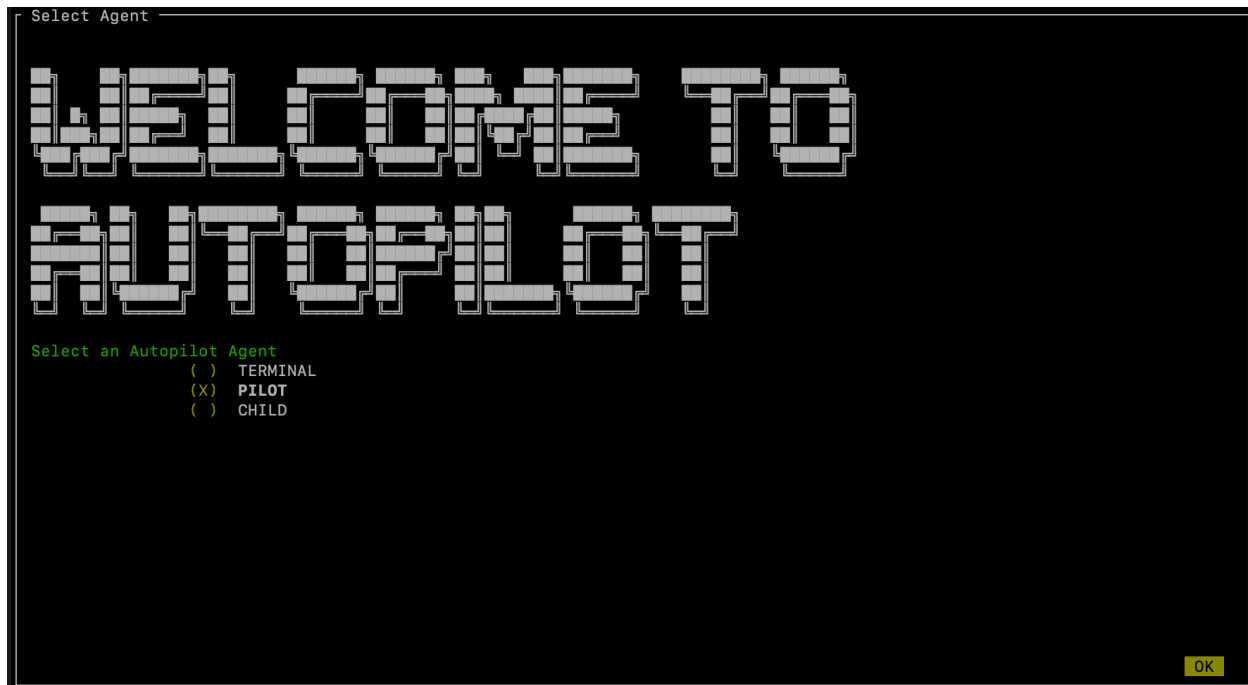 Select Agent
WELCOME TO
AUTOPILOT
Select an Autopilot Agent
( ) TERMINAL
(X) PILOT
( ) CHILD
OK